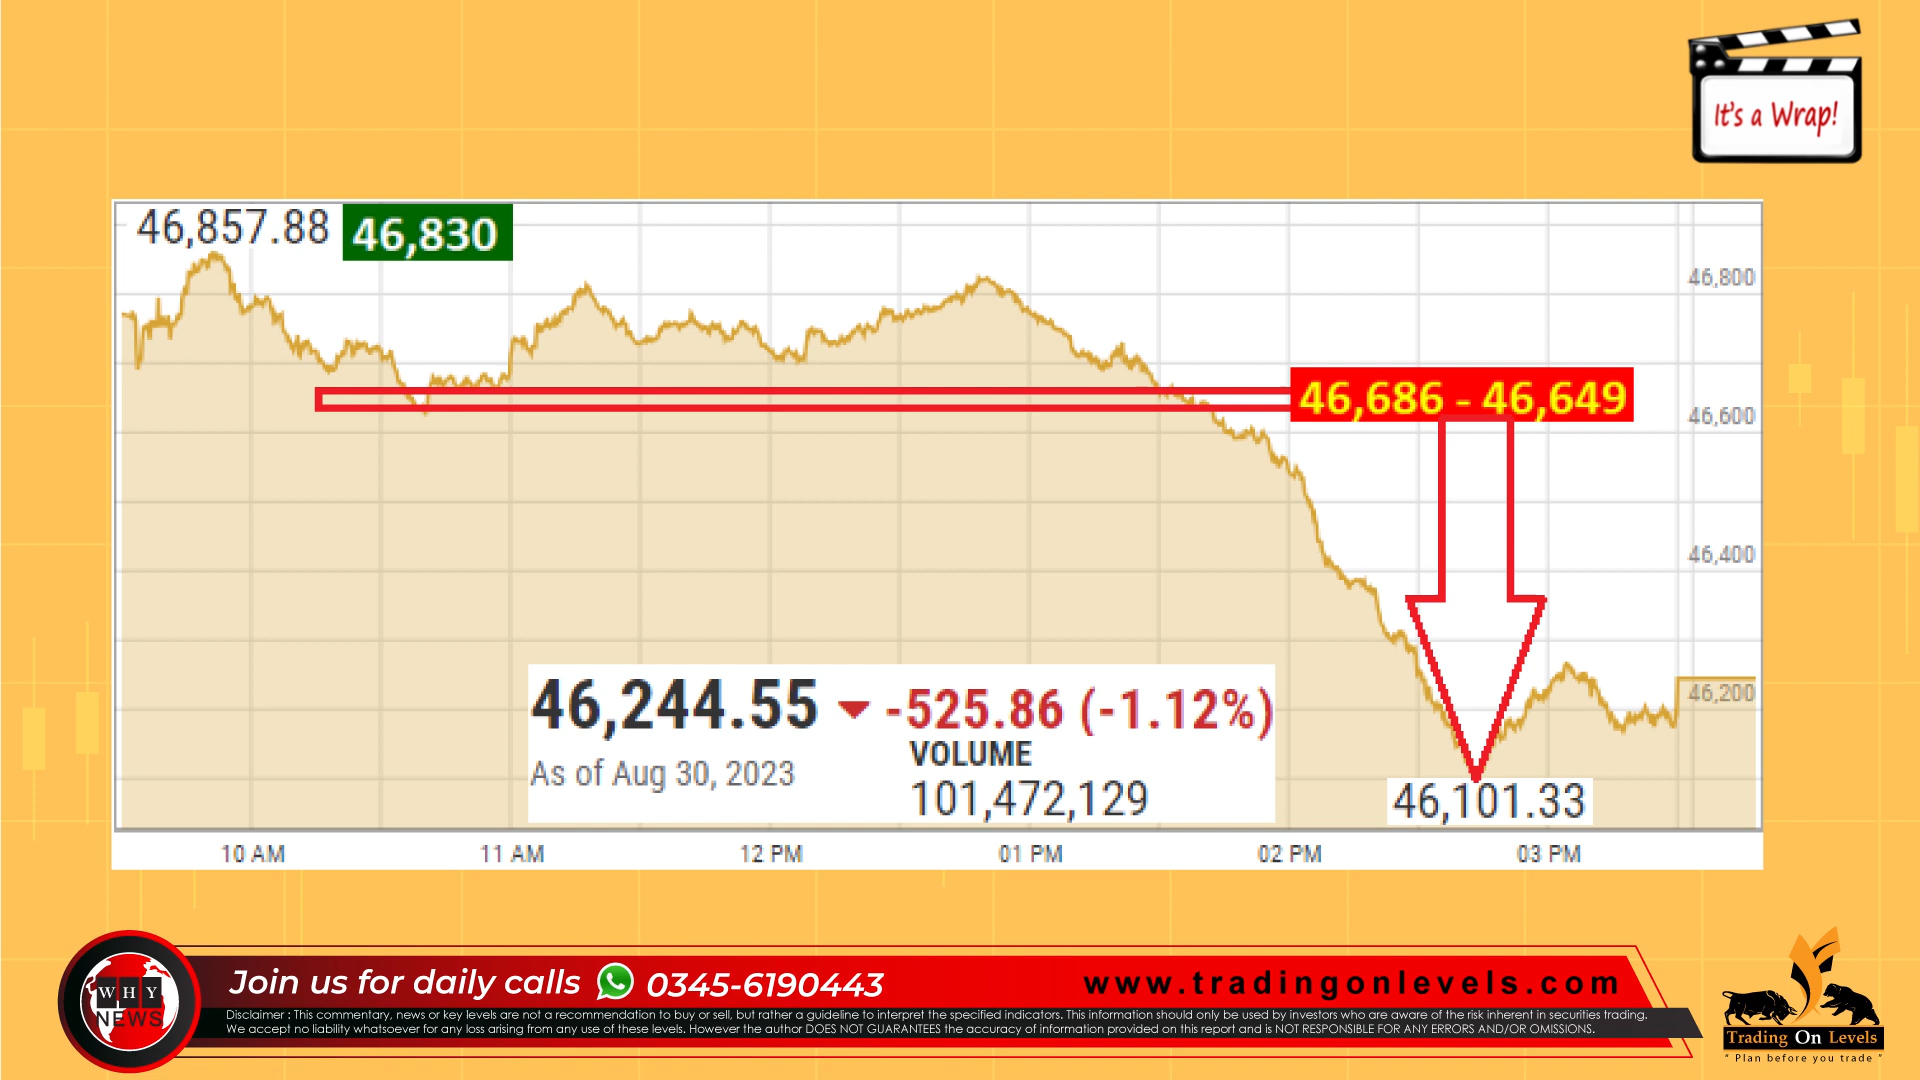 It's a Wrap!
46,857.88
46,830
46,800
46,686 - 46,649
46,600
46,400
46,200
46,244.55 ▼ -525.86 (-1.12%)
VOLUME
As of Aug 30, 2023
101,472,129
46,101.33
10 AM 11 AM 12 PM 01 PM 02 PM 03 PM
WHY
NEWS
Join us for daily calls 0345-6190443
www.tradingonlevels.com
Disclaimer : This commentary, news or key levels are not a recommendation to buy or sell, but rather a guideline to interpret the specified indicators. This information should only be used by investors who are aware of the risk inherent in securities trading.
We accept no liability whatsoever for any loss arising from any use of these levels. However the author DOES NOT GUARANTEES the accuracy of information provided on this report and is NOT RESPONSIBLE FOR ANY ERRORS AND/OR OMISSIONS.
Trading On Levels
" Plan before you trade "